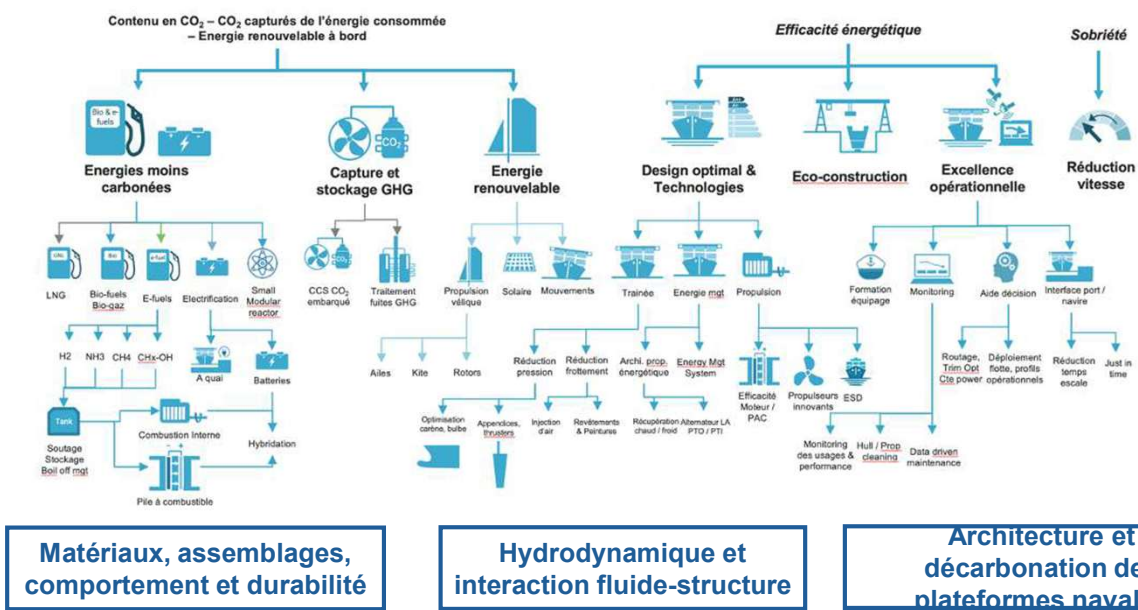 Contenu en CO2 – CO2 capturés de l'énergie consommée
– Energie renouvelable à bord
Efficacité énergétique
Sobriété
Bio & e-
fuels
CO2
Energies moins
carbonées
Capture et
stockage GHG
Energie
renouvelable
Design optimal &
Technologies
Eco-construction
Excellence
opérationnelle
Réduction
vitesse
LNG
Bio
e-fuel
CO2
LNG
Bio-fuels
Bio-gaz
E-fuels
Electrification
Small
Modular
reactor
CCS CO2
embarqué
Traitement
fuites GHG
Propulsion
vélique
Solaire
Mouvements
Trainée
Energie mgt
Propulsion
Formation
équipage
Monitoring
Aide décision
Interface port /
navire
H2
NH3
CH4
CHx-OH
A quai
Batteries
Ailes
Kite
Rotors
Réduction
pression
Réduction
frottement
Archi. prop.
énergétique
Energy Mgt
System
Efficacité
Moteur /
PAC
Propulseurs
innovants
ESD
Routage,
Trim Opt
Cte power
Déploiement
flotte, profils
opérationnels
Réduction
temps
escale
Just in
time
Tank
Soutage
Stockage
Boil off mgt
Combustion Interne
Hybridation
Pile à combustible
Optimisation
carène, bulbe
Appendices,
thrusters
Injection
d'air
Revêtements
& Peintures
Récupération
chaud / froid
Alternateur LA
PTO / PTI
Monitoring
des usages &
performance
Hull / Prop
cleaning
Data driven
maintenance
Matériaux, assemblages,
comportement et durabilité
Hydrodynamique et
interaction fluide-structure
Architecture et
décarbonation de
plateformes naval